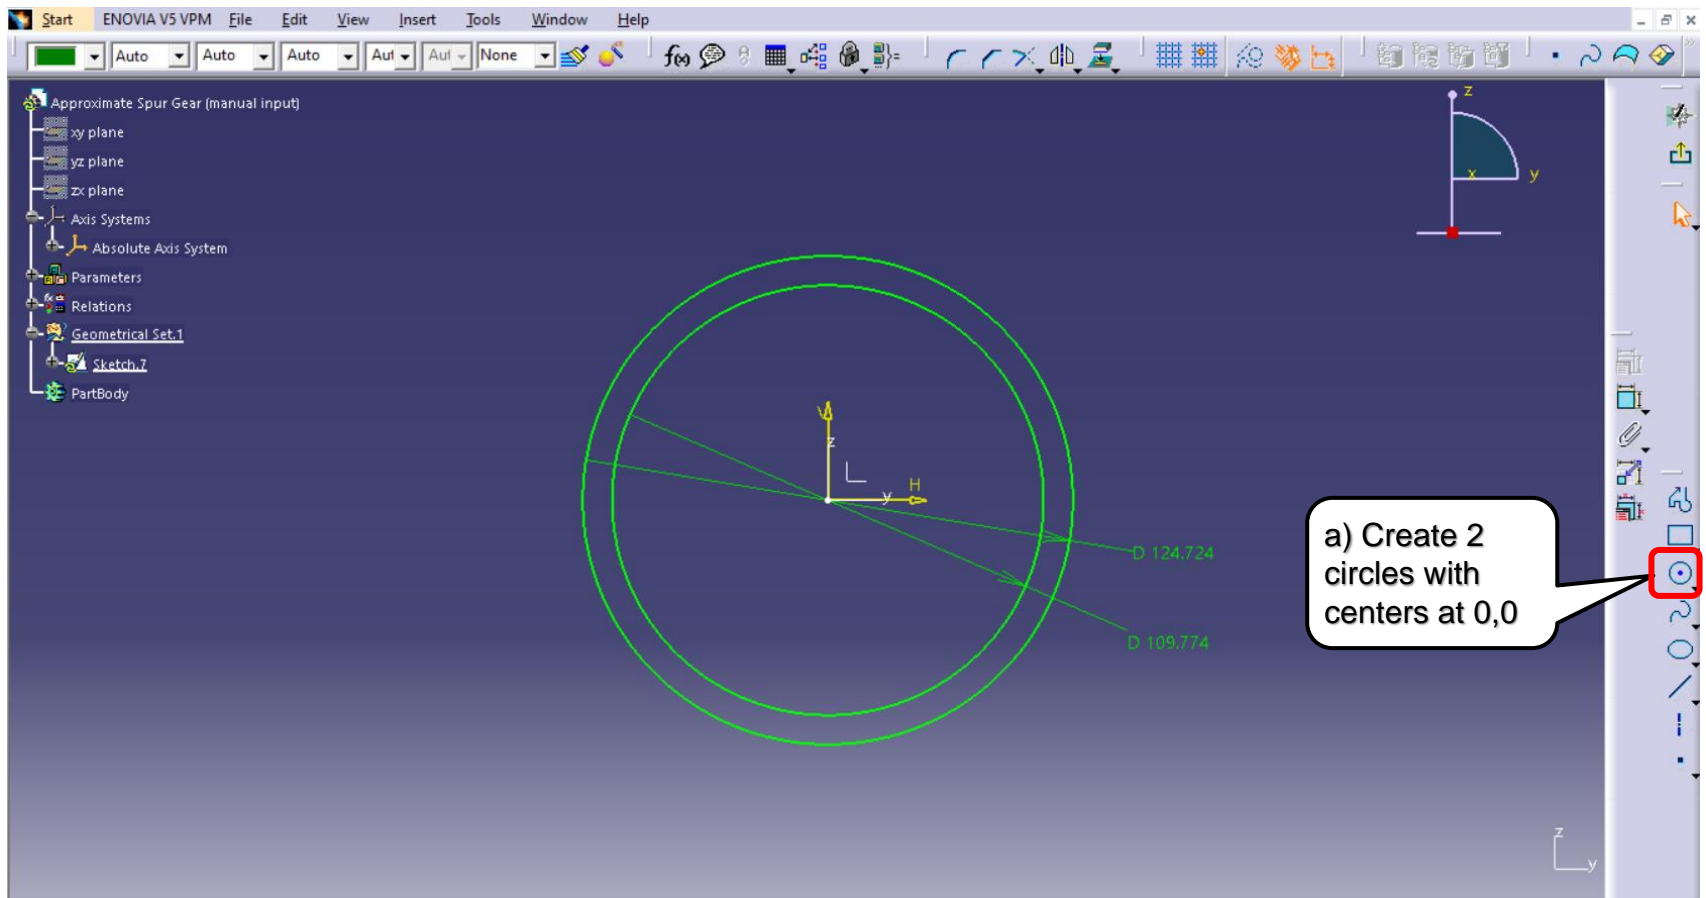 Start ENOVIA V5 VPM File Edit View Insert Tools Window Help
Auto Auto Auto Aut Aut None f(x)
Approximate Spur Gear (manual input)
xy plane
yz plane
zx plane
Axis Systems
Absolute Axis System
Parameters
Relations
Geometrical Set.1
Sketch.7
PartBody
z
x
y
V
z
H
y
D 124.724
D 109.774
a) Create 2
circles with
centers at 0,0
z
y